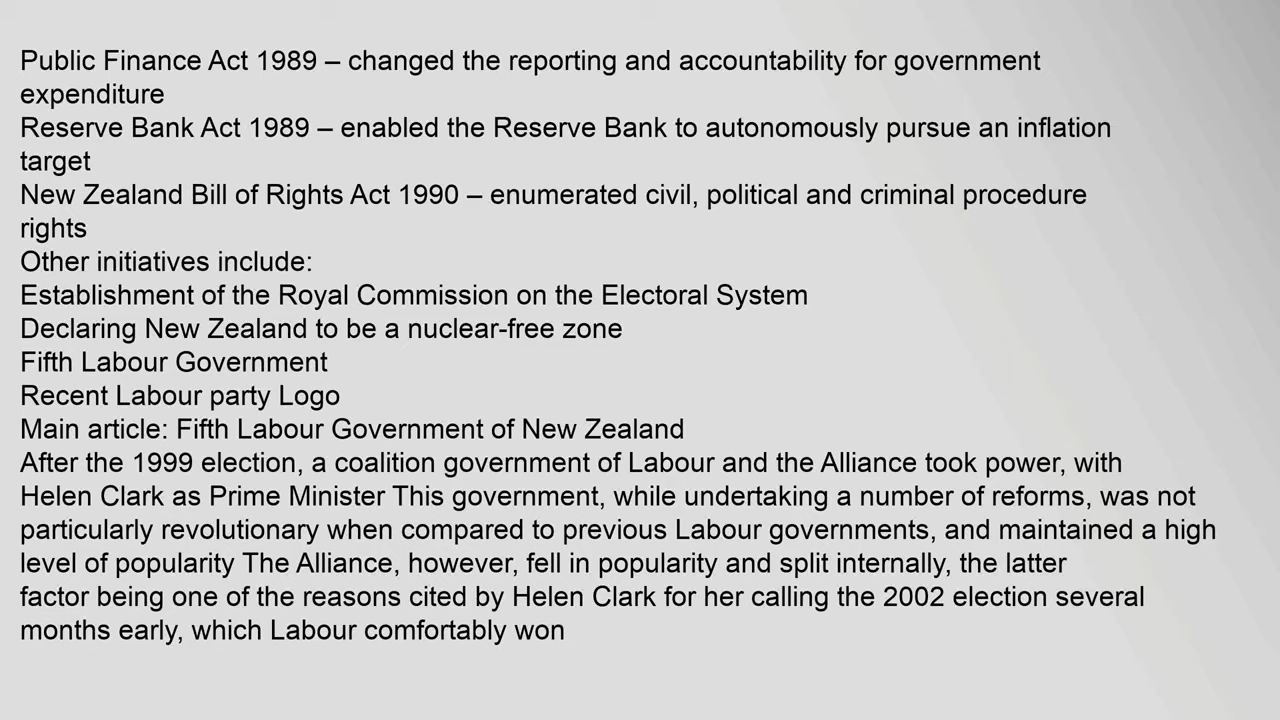 Public Finance Act 1989 – changed the reporting and accountability for government
expenditure
Reserve Bank Act 1989 – enabled the Reserve Bank to autonomously pursue an inflation
target
New Zealand Bill of Rights Act 1990 – enumerated civil, political and criminal procedure
rights
Other initiatives include:
Establishment of the Royal Commission on the Electoral System
Declaring New Zealand to be a nuclear-free zone
Fifth Labour Government
Recent Labour party Logo
Main article: Fifth Labour Government of New Zealand
After the 1999 election, a coalition government of Labour and the Alliance took power, with
Helen Clark as Prime Minister This government, while undertaking a number of reforms, was not
particularly revolutionary when compared to previous Labour governments, and maintained a high
level of popularity The Alliance, however, fell in popularity and split internally, the latter
factor being one of the reasons cited by Helen Clark for her calling the 2002 election several
months early, which Labour comfortably won